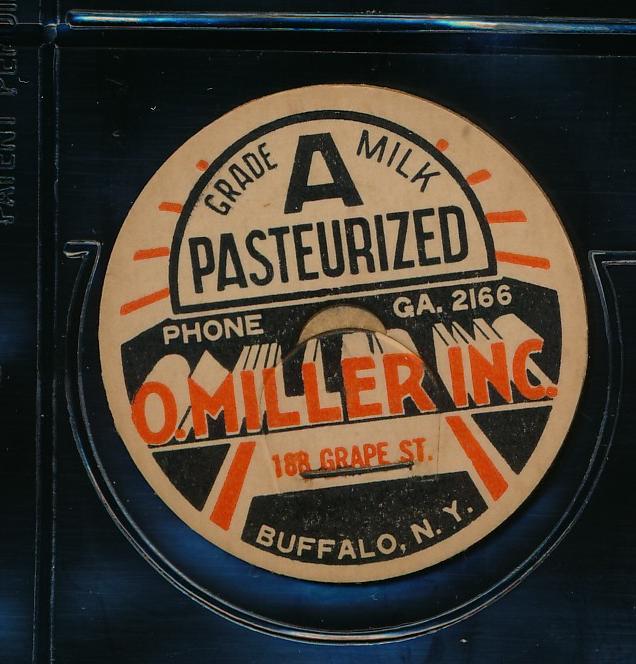 GRADE A MILK
PASTEURIZED
PHONE GA. 2166
O. MILLER INC.
188 GRAPE ST.
BUFFALO, N. Y.